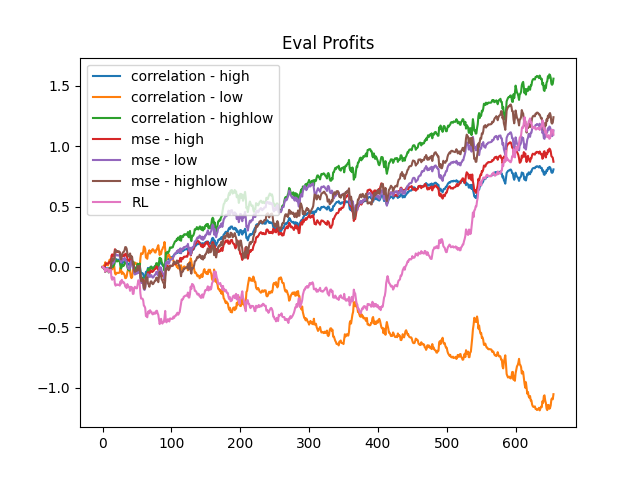 Eval Profits
correlation - high
correlation - low
correlation - highlow
mse - high
mse - low
mse - highlow
RL
1.5
1.0
0.5
0.0
−0.5
−1.0
0 100 200 300 400 500 600